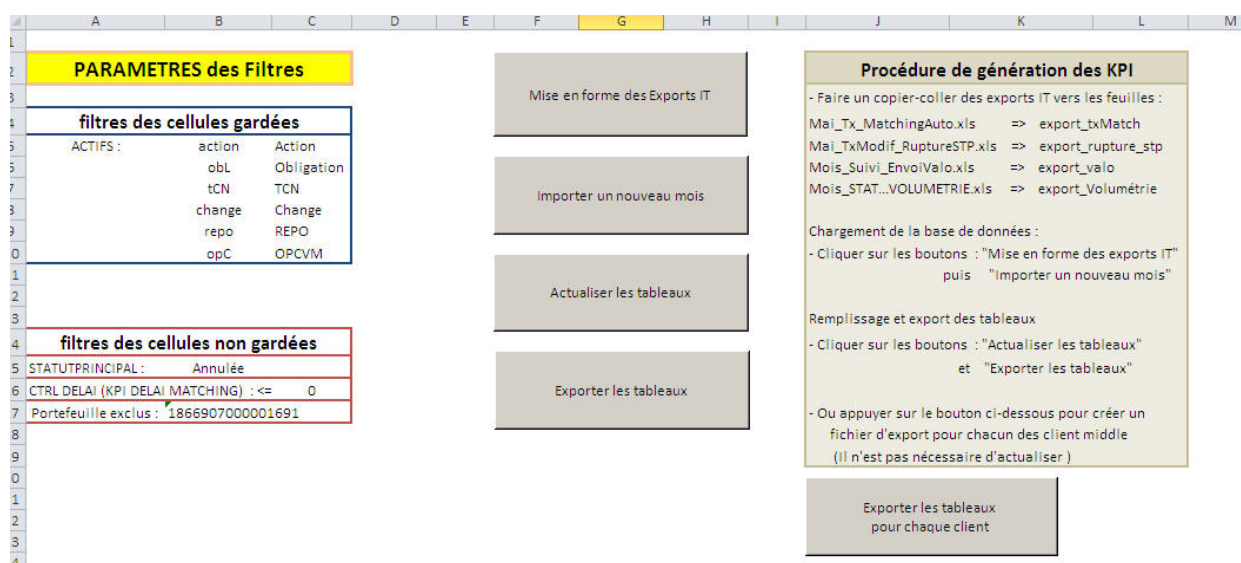 A B C D E F G H I J K L M
PARAMETRES des Filtres
filtres des cellules gardées
ACTIFS : action Action
obL Obligation
tCN TCN
change Change
repo REPO
opC OPCVM
filtres des cellules non gardées
STATUTPRINCIPAL : Annulée
CTRL DELAI (KPI DELAI MATCHING) : <= 0
Portefeuille exclus : 1866907000001691
Mise en forme des Exports IT
Importer un nouveau mois
Actualiser les tableaux
Exporter les tableaux
Procédure de génération des KPI
- Faire un copier-coller des exports IT vers les feuilles :
Mai_Tx_MatchingAuto.xls => export_txMatch
Mai_TxModif_RuptureSTP.xls => export_rupture_stp
Mois_Suivi_EnvoiValo.xls => export_valo
Mois_STAT...VOLUMETRIE.xls => export_Volumétrie
Chargement de la base de données :
- Cliquer sur les boutons : "Mise en forme des exports IT"
puis "Importer un nouveau mois"
Remplissage et export des tableaux
- Cliquer sur les boutons : "Actualiser les tableaux"
et "Exporter les tableaux"
- Ou appuyer sur le bouton ci-dessous pour créer un
fichier d'export pour chacun des client middle
(Il n'est pas nécessaire d'actualiser )
Exporter les tableaux
pour chaque client